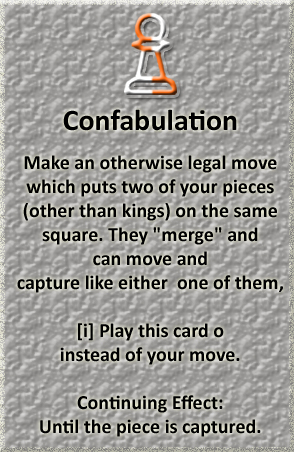 Confabulation
Make an otherwise legal move
which puts two of your pieces
(other than kings) on the same
square. They "merge" and
can move and
capture like either one of them,
[i] Play this card o
instead of your move.
Continuing Effect:
Until the piece is captured.